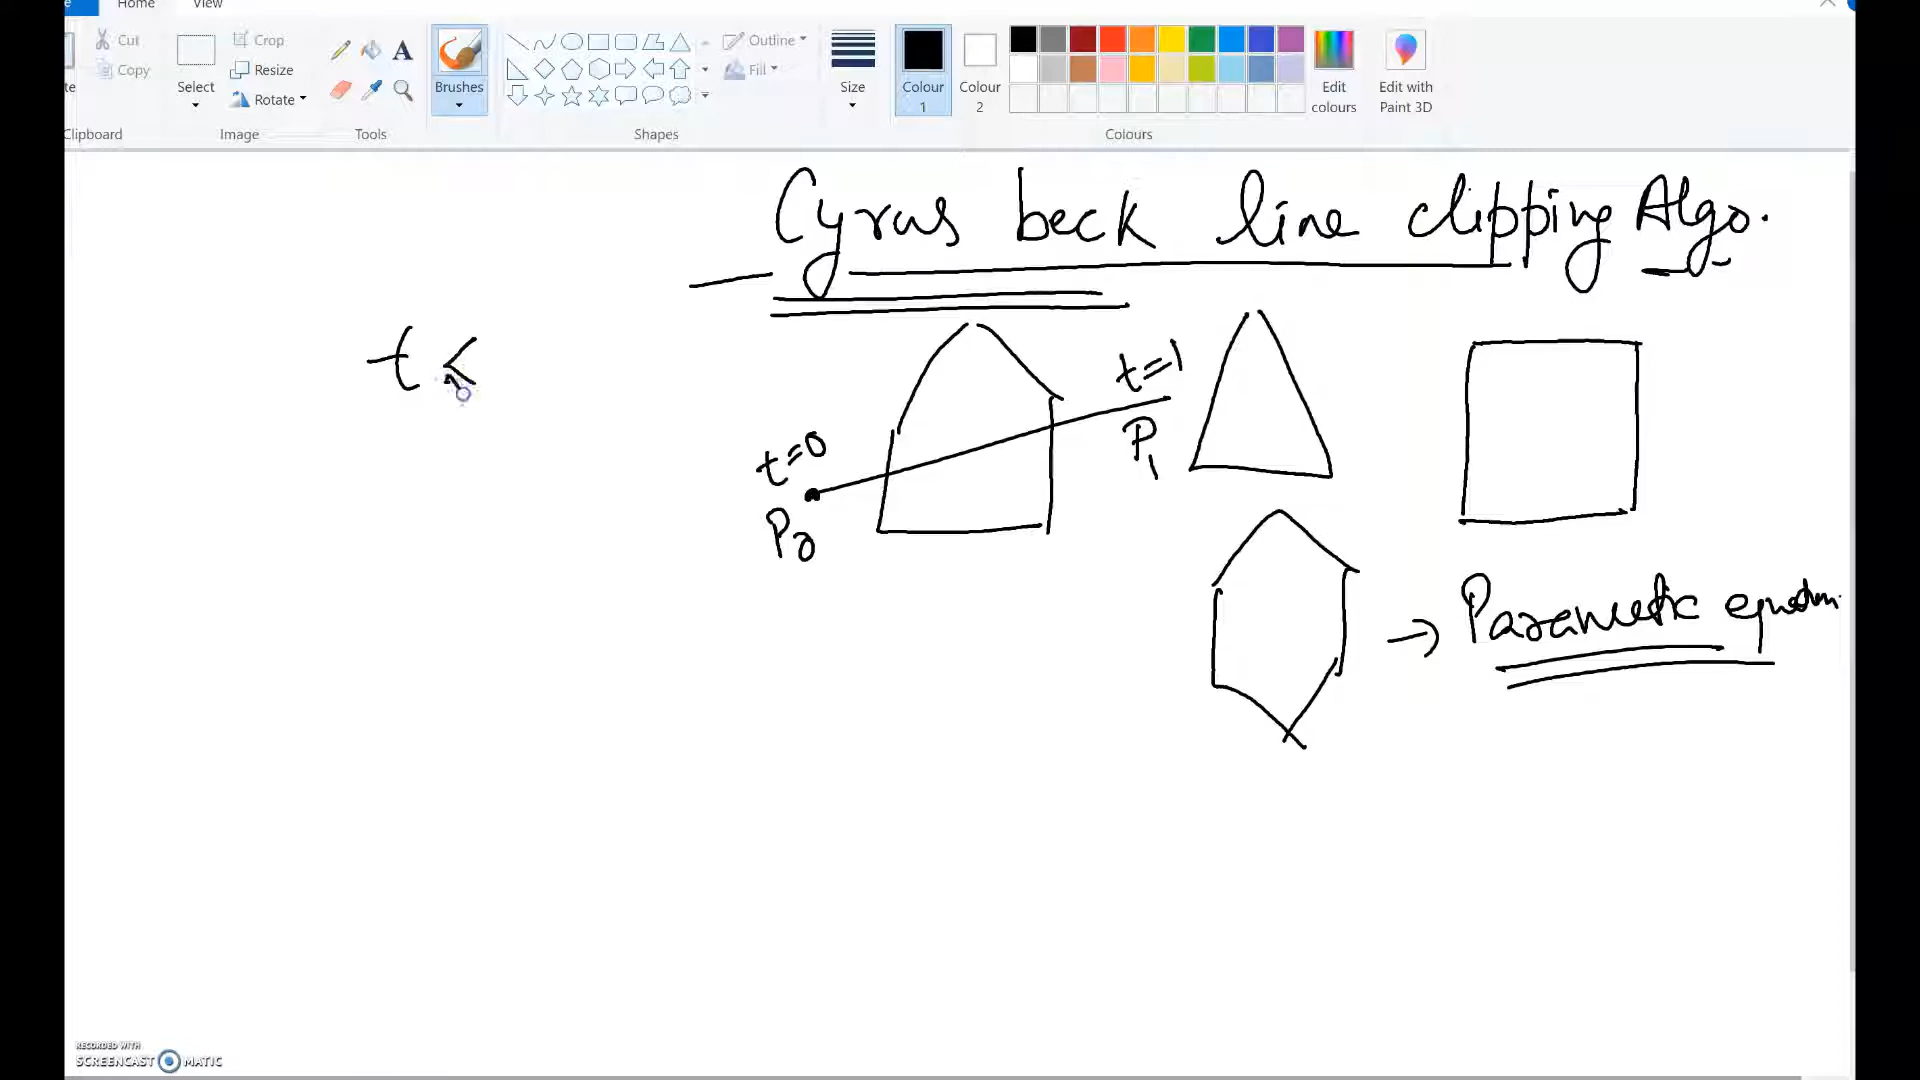 Home View
Cut
Copy
Clipboard
Select
Crop
Resize
Rotate
Image
Tools
Brushes
Outline
Fill
Shapes
Size
Colour 1
Colour 2
Edit colours
Edit with Paint 3D
Colours
Cyrus beck line clipping Algo.
t <
t=0
P0
t=1
P1
→ Parametic
RECORDED WITH
SCREENCAST MATIC